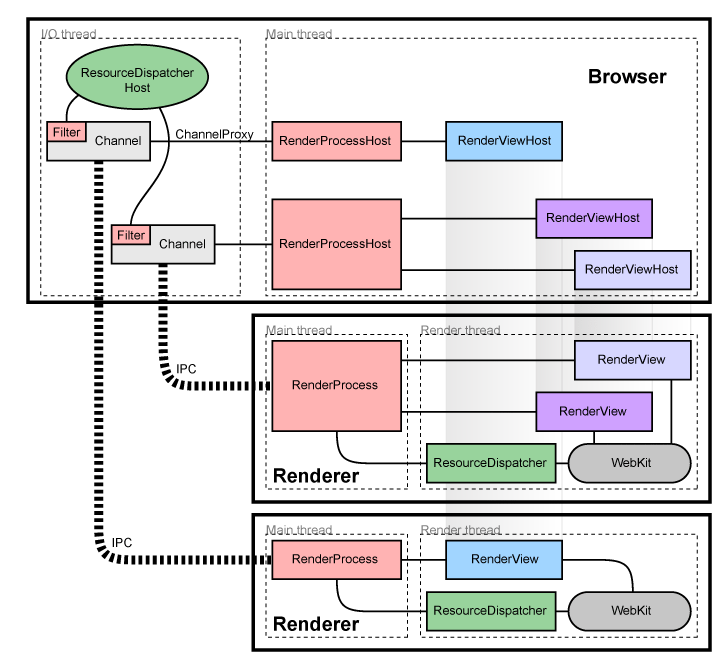 I/O thread
Main thread
ResourceDispatcher
Host
Browser
Filter
Channel
ChannelProxy
RenderProcessHost
RenderViewHost
Filter
Channel
RenderProcessHost
RenderViewHost
RenderViewHost
Main thread
Render thread
IPC
RenderProcess
RenderView
RenderView
ResourceDispatcher
WebKit
Renderer
Main thread
Render thread
IPC
RenderProcess
RenderView
ResourceDispatcher
WebKit
Renderer